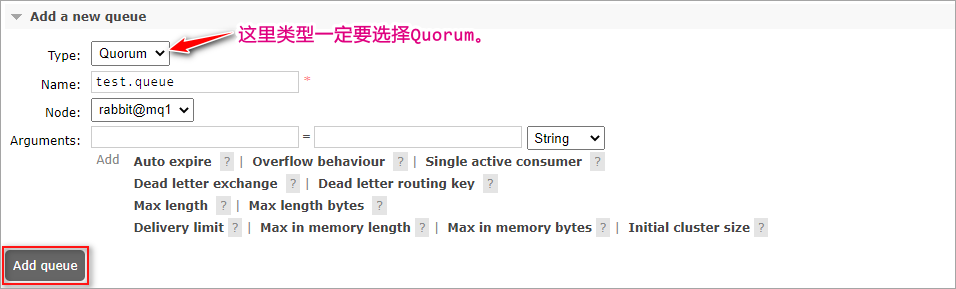 Add a new queue
这里类型一定要选择Quorum。
Type: Quorum
Name: test.queue *
Node: rabbit@mq1
Arguments: = String
Add Auto expire ? | Overflow behaviour ? | Single active consumer ?
Dead letter exchange ? | Dead letter routing key ?
Max length ? | Max length bytes ?
Delivery limit ? | Max in memory length ? | Max in memory bytes ? | Initial cluster size ?
Add queue